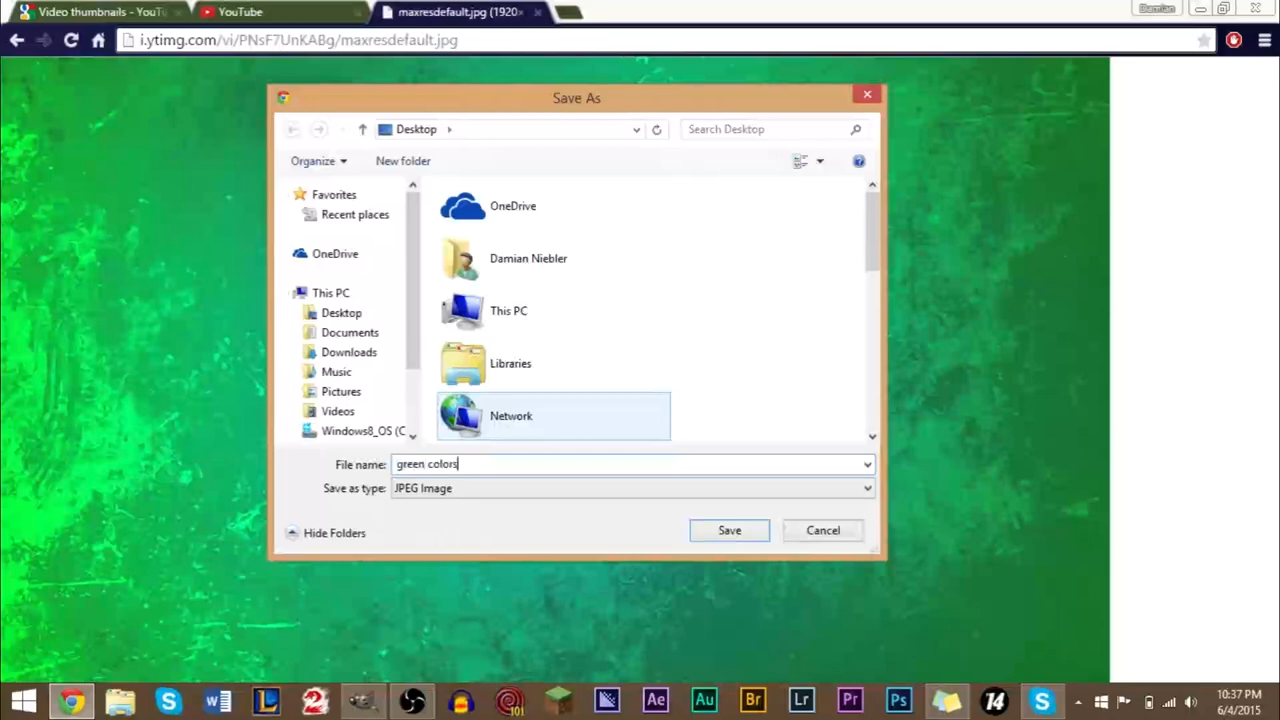 Video thumbnails - YouTu
YouTube
maxresdefault.jpg (1920×
Damian
i.ytimg.com/vi/PNsF7UnKABg/maxresdefault.jpg
Save As
Desktop
Search Desktop
Organize
New folder
Favorites
Recent places
OneDrive
This PC
Desktop
Documents
Downloads
Music
Pictures
Videos
Windows8_OS (C
OneDrive
Damian Niebler
This PC
Libraries
Network
File name: green colors
Save as type: JPEG Image
Hide Folders
Save
Cancel
101
Ae
Au
Br
Lr
Pr
Ps
14
10:37 PM
6/4/2015